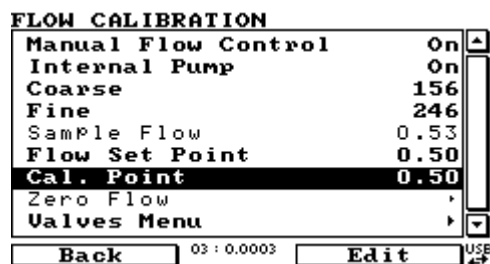 FLOW CALIBRATION
Manual Flow Control On
Internal Pump On
Coarse 156
Fine 246
Sample Flow 0.53
Flow Set Point 0.50
Cal. Point 0.50
Zero Flow
Valves Menu
Back 03:0.0003 Edit USB